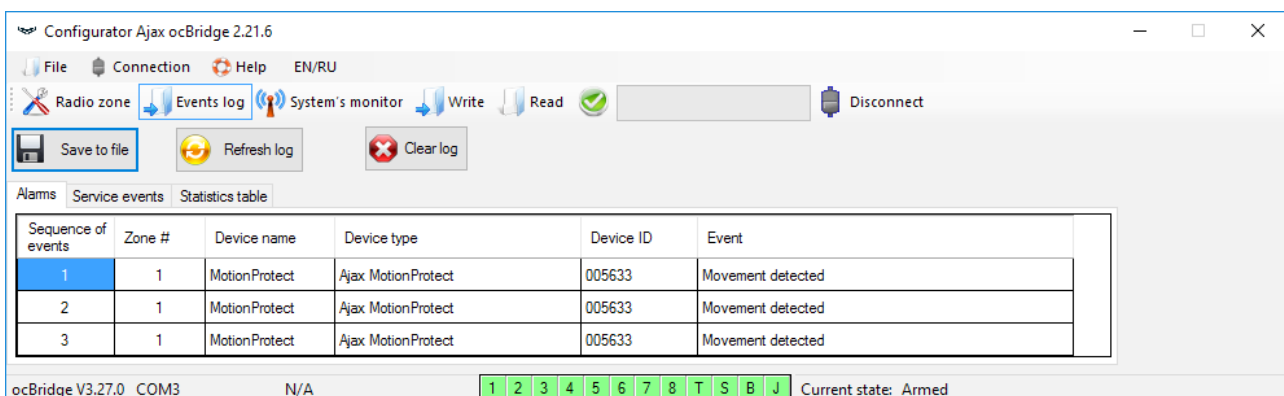 Configurator Ajax ocBridge 2.21.6
File Connection Help EN/RU
Radio zone Events log System's monitor Write Read Disconnect
Save to file Refresh log Clear log
Alarms Service events Statistics table
Sequence of events Zone # Device name Device type Device ID Event
1 1 MotionProtect Ajax MotionProtect 005633 Movement detected
2 1 MotionProtect Ajax MotionProtect 005633 Movement detected
3 1 MotionProtect Ajax MotionProtect 005633 Movement detected
ocBridge V3.27.0 COM3 N/A 1 2 3 4 5 6 7 8 T S B J Current state: Armed